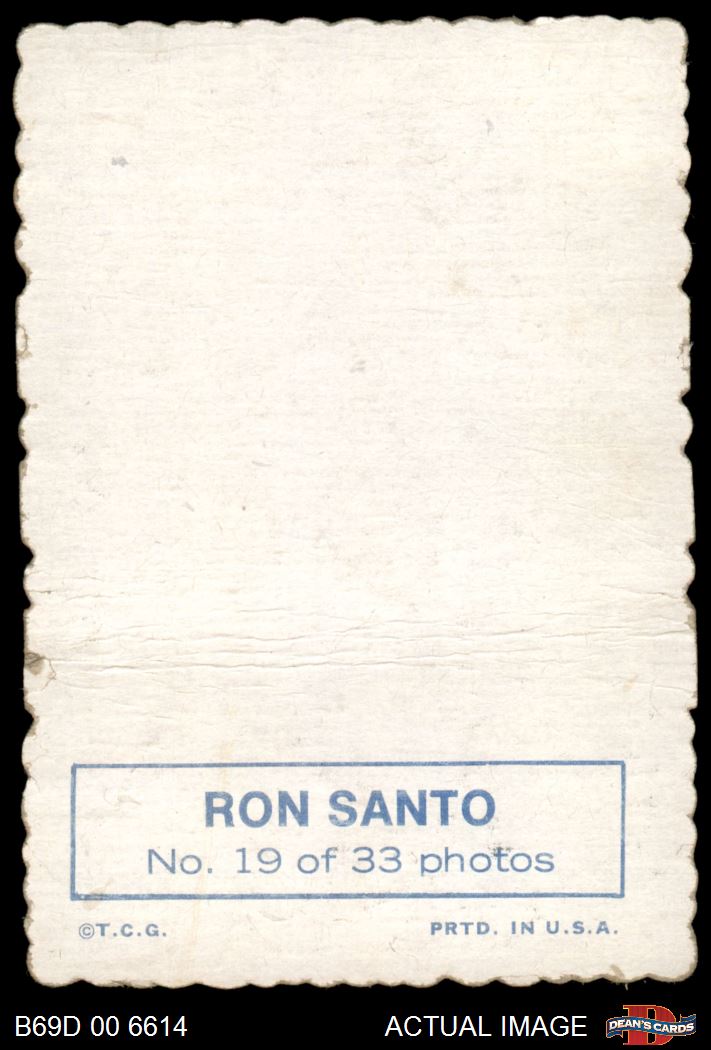 RON SANTO
No. 19 of 33 photos
©T.C.G.
PRTD. IN U.S.A.
B69D 00 6614
ACTUAL IMAGE
D
DEAN'S CARDS